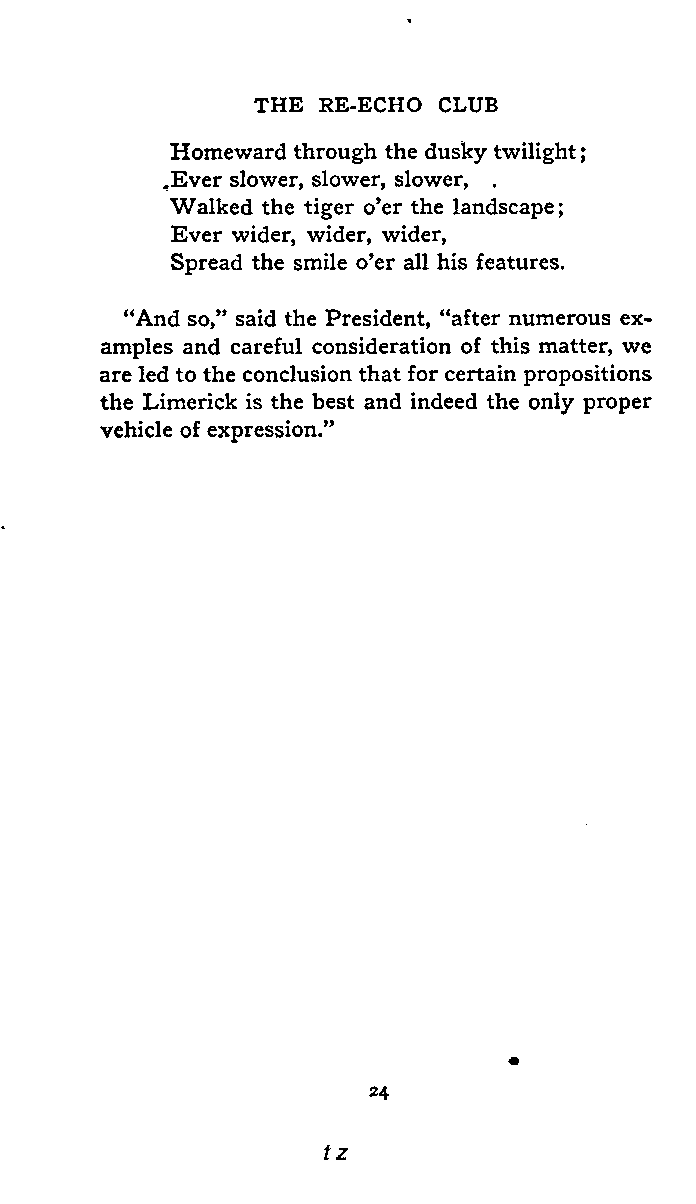 THE RE-ECHO CLUB
Homeward through the dusky twilight;
Ever slower, slower, slower,
Walked the tiger o'er the landscape;
Ever wider, wider, wider,
Spread the smile o'er all his features.
"And so," said the President, "after numerous ex-
amples and careful consideration of this matter, we
are led to the conclusion that for certain propositions
the Limerick is the best and indeed the only proper
vehicle of expression."
24
tz